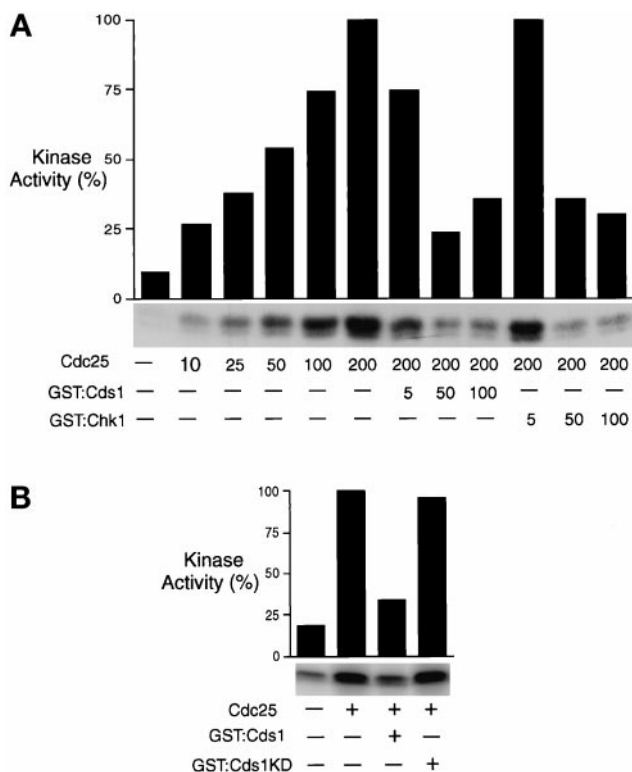 A
100
75
Kinase
Activity (%)
50
25
0
Cdc25 — 10 25 50 100 200 200 200 200 200 200 200
GST:Cds1 — — — — — — 5 50 100 — — —
GST:Chk1 — — — — — — — — — 5 50 100
B
100
75
Kinase
Activity (%)
50
25
0
Cdc25 — + + +
GST:Cds1 — — + —
GST:Cds1KD — — — +